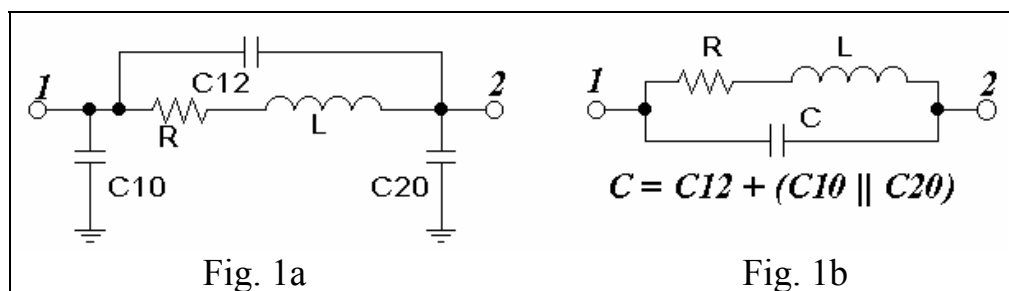 C12
1
2
R
L
C10
C20
Fig. 1a
R
L
1
2
C
C = C12 + (C10 || C20)
Fig. 1b